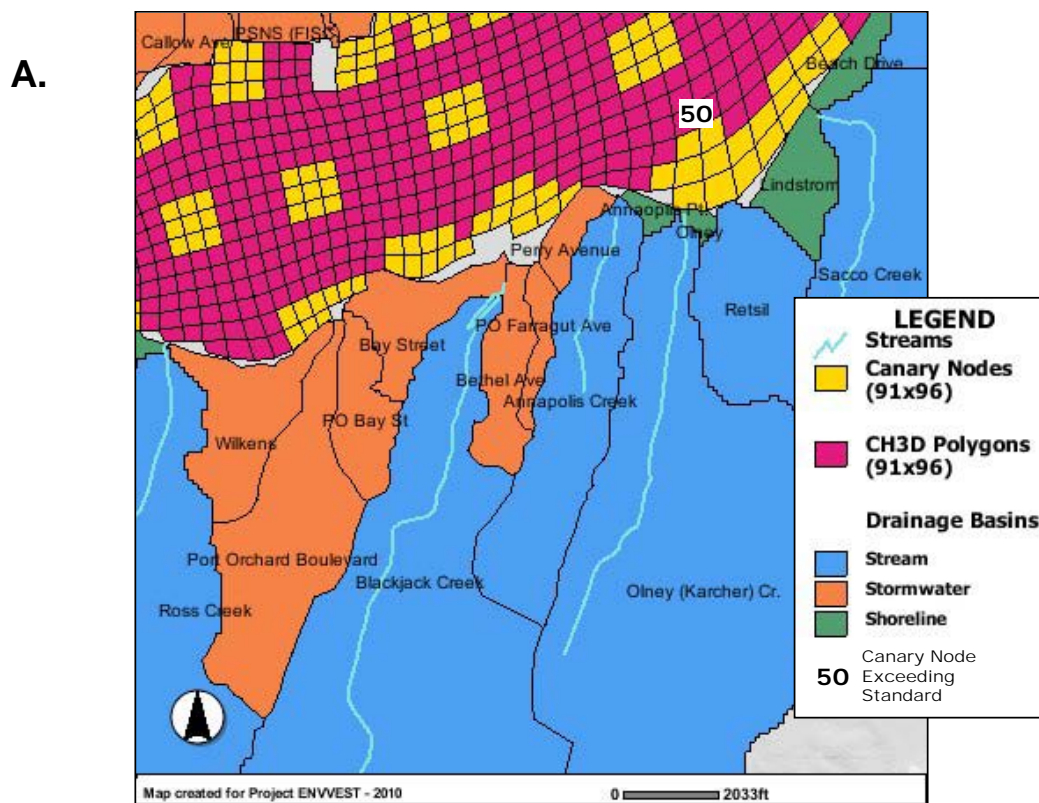 A.
Callow Ave
PSNS (FISC)
Beach Drive
50
Lindstrom
Annaoplis Pt.
Olney
Perry Avenue
Sacco Creek
Retsil
PO Farragut Ave
Bay Street
Bethel Ave
Annapolis Creek
PO Bay St
Wilkens
Port Orchard Boulevard
Blackjack Creek
Ross Creek
Olney (Karcher) Cr.
LEGEND
Streams
Canary Nodes
(91x96)
CH3D Polygons
(91x96)
Drainage Basins
Stream
Stormwater
Shoreline
50 Canary Node
Exceeding
Standard
Map created for Project ENVVEST - 2010
0 2033ft